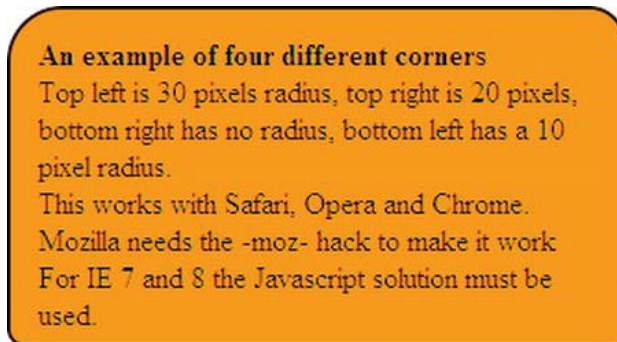 An example of four different corners
Top left is 30 pixels radius, top right is 20 pixels,
bottom right has no radius, bottom left has a 10
pixel radius.
This works with Safari, Opera and Chrome.
Mozilla needs the -moz- hack to make it work
For IE 7 and 8 the Javascript solution must be
used.